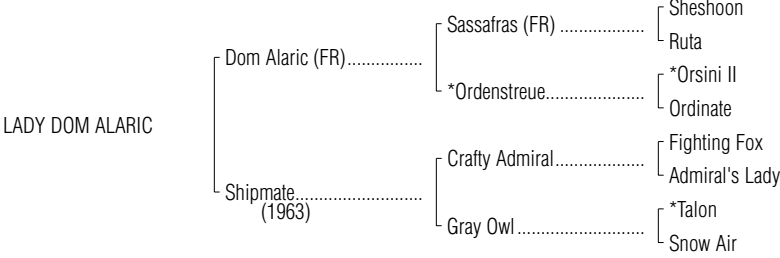 Sheshoon
Sassafras (FR) ..................
Ruta
Dom Alaric (FR)...............
*Orsini II
*Ordenstreue.....................
Ordinate
LADY DOM ALARIC
Fighting Fox
Crafty Admiral...................
Admiral's Lady
Shipmate..........................
(1963)
*Talon
Gray Owl ...........................
Snow Air